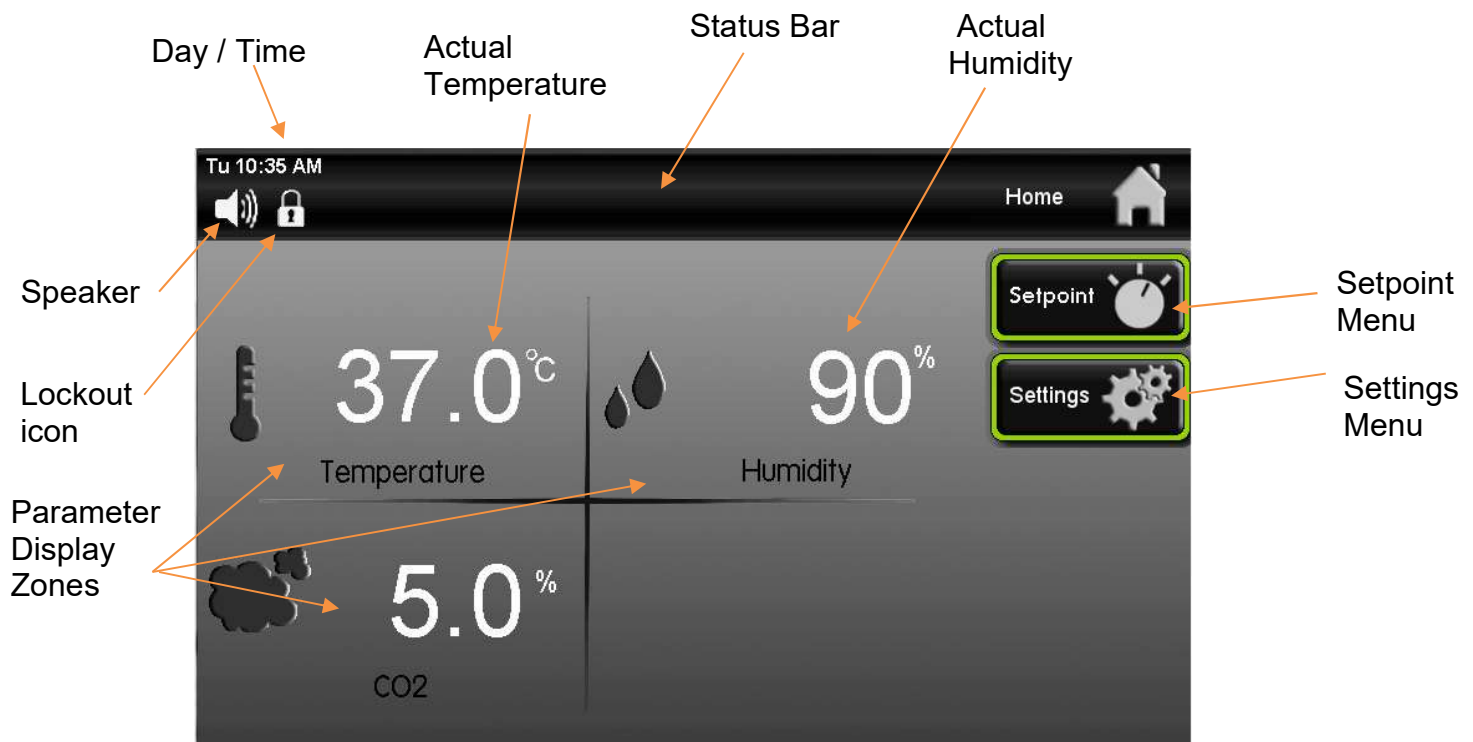 Status Bar
Actual
Humidity
Day / Time
Actual
Temperature
Tu 10:35 AM
Home
Speaker
Setpoint
Setpoint
Menu
37.0°C
90%
Settings
Settings
Menu
Lockout
icon
Temperature
Humidity
Parameter
Display
Zones
5.0%
CO2